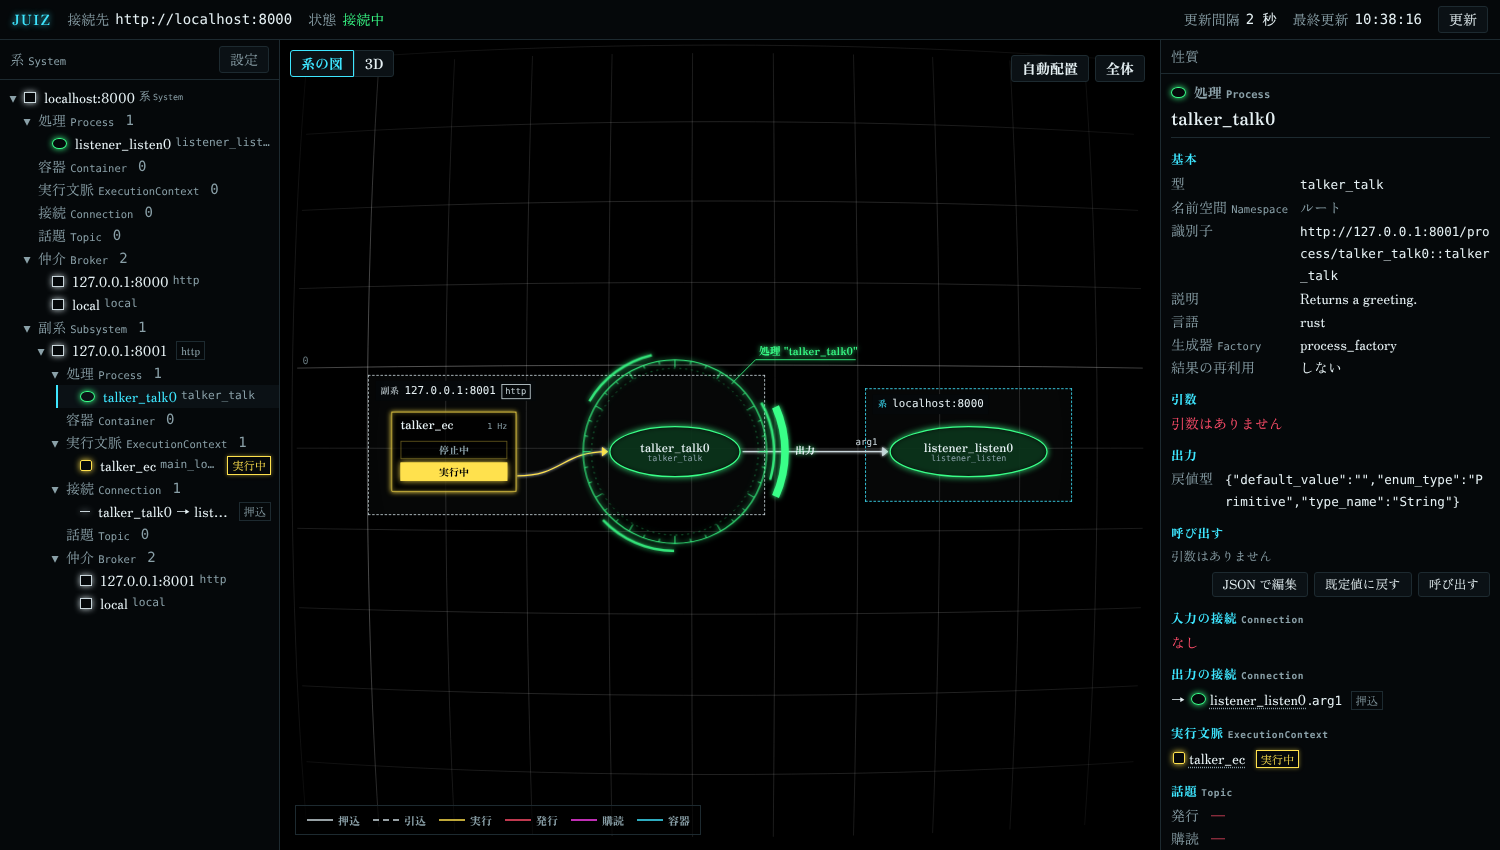 JUIZ 接続先 http://localhost:8000 状態 接続中 更新間隔 2 秒 最終更新 10:38:16 更新
系 System 設定
▼ localhost:8000 系 System
▼ 処理 Process 1
listener_listen0 listener_list…
容器 Container 0
実行文脈 ExecutionContext 0
接続 Connection 0
話題 Topic 0
▼ 仲介 Broker 2
127.0.0.1:8000 http
local local
▼ 副系 Subsystem 1
▼ 127.0.0.1:8001 http
▼ 処理 Process 1
talker_talk0 talker_talk
容器 Container 0
▼ 実行文脈 ExecutionContext 1
talker_ec main_lo… 実行中
▼ 接続 Connection 1
talker_talk0 → list… 押込
話題 Topic 0
▼ 仲介 Broker 2
127.0.0.1:8001 http
local local
系の図 3D
自動配置 全体
0
処理 "talker_talk0"
副系 127.0.0.1:8001 http
talker_ec 1 Hz
停止中
実行中
talker_talk0
talker_talk
出力
arg1
系 localhost:8000
listener_listen0
listener_listen
押込 引込 実行 発行 購読 容器
性質
処理 Process
talker_talk0
基本
型 talker_talk
名前空間 Namespace ルート
識別子 http://127.0.0.1:8001/pro
cess/talker_talk0::talker
_talk
説明 Returns a greeting.
言語 rust
生成器 Factory process_factory
結果の再利用 しない
引数
引数はありません
出力
戻値型 {"default_value":"","enum_type":"P
rimitive","type_name":"String"}
呼び出す
引数はありません
JSON で編集 既定値に戻す 呼び出す
入力の接続 Connection
なし
出力の接続 Connection
→ listener_listen0.arg1 押込
実行文脈 ExecutionContext
talker_ec 実行中
話題 Topic
発行 —
購読 —